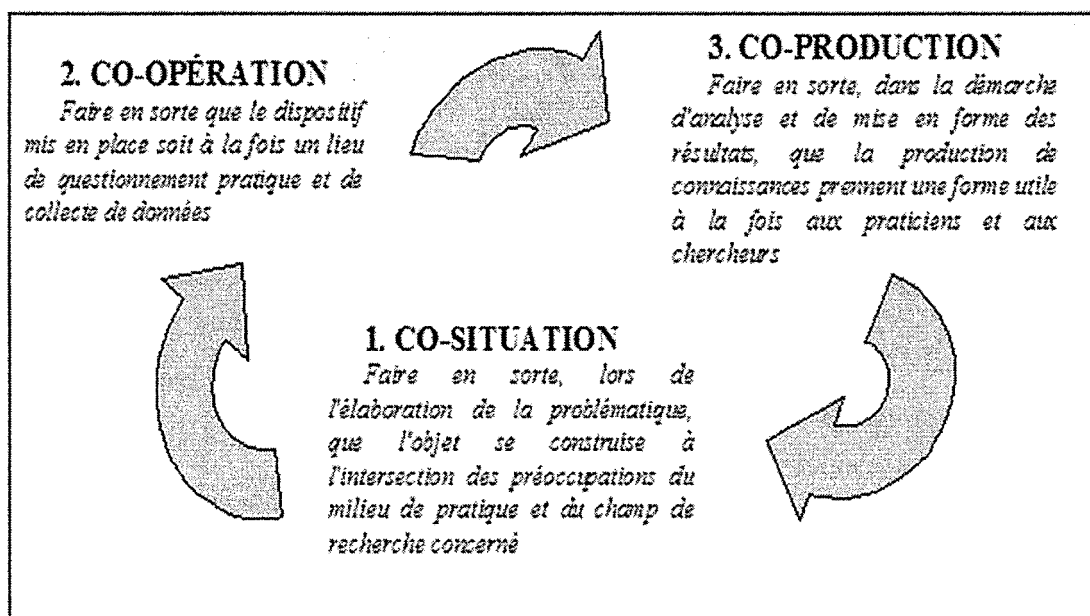 2. CO-OPÉRATION
Faire en sorte que le dispositif
mis en place soit à la fois un lieu
de questionnement pratique et de
collecte de données
3. CO-PRODUCTION
Faire en sorte, dans la démarche
d'analyse et de mise en forme des
résultats, que la production de
connaissances prennent une forme utile
à la fois aux praticiens et aux
chercheurs
1. CO-SITUATION
Faire en sorte, lors de
l'élaboration de la problématique,
que l'objet se construise à
l'intersection des préoccupations du
milieu de pratique et du champ de
recherche concerné